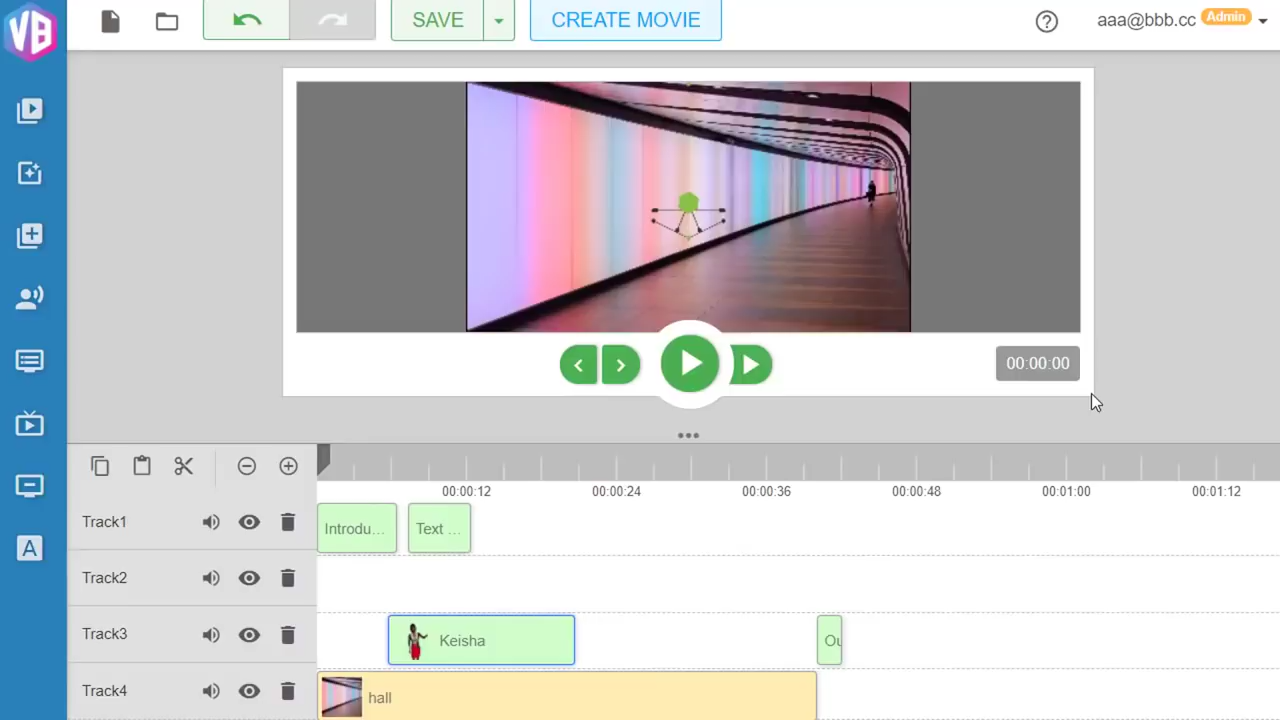 VB
SAVE
CREATE MOVIE
aaa@bbb.cc Admin
00:00:00
00:00:12
00:00:24
00:00:36
00:00:48
00:01:00
00:01:12
Track1
Introdu...
Text ...
Track2
Track3
Keisha
Ou
Track4
hall
A